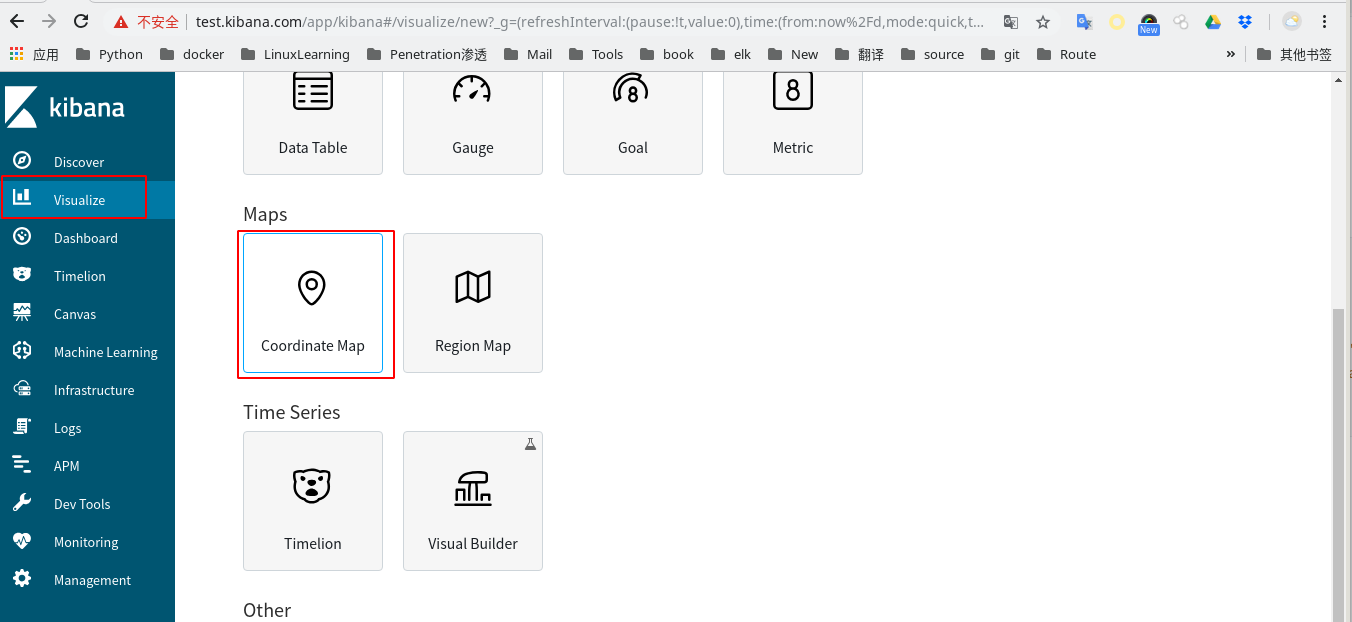 不安全 test.kibana.com/app/kibana#/visualize/new?_g=(refreshInterval:(pause:!t,value:0),time:(from:now%2Fd,mode:quick,t...
New
应用 Python docker LinuxLearning Penetration渗透 Mail Tools book elk New 翻译 source git Route » 其他书签
kibana
Discover
Visualize
Dashboard
Timelion
Canvas
Machine Learning
Infrastructure
Logs
APM
Dev Tools
Monitoring
Management
Data Table Gauge Goal Metric
Maps
Coordinate Map Region Map
Time Series
Timelion Visual Builder
Other